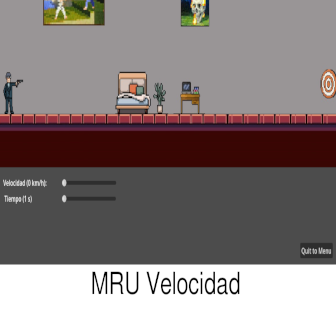 Velocidad (0 km/h):
Tiempo (1 s)
Quit to Menu
MRU Velocidad